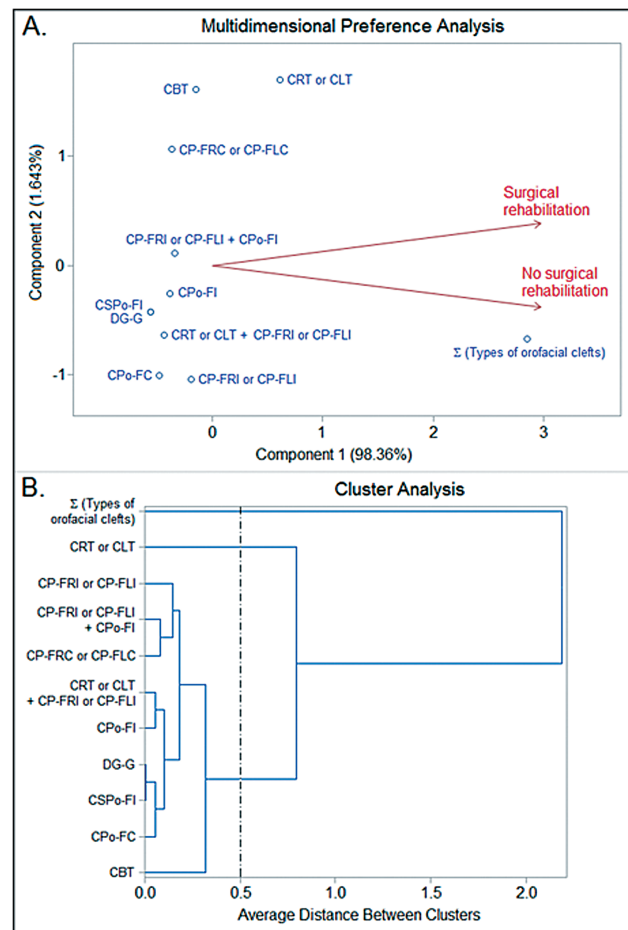 A.
Multidimensional Preference Analysis
CRT or CLT
CBT
CP-FRC or CP-FLC
Surgical
rehabilitation
CP-FRI or CP-FLI + CPo-FI
No surgical
rehabilitation
CPo-FI
CSPo-FI
DG-G
CRT or CLT + CP-FRI or CP-FLI
Σ (Types of orofacial clefts)
CPo-FC
CP-FRI or CP-FLI
Component 2 (1.643%)
1
0
-1
0
1
2
3
Component 1 (98.36%)
B.
Cluster Analysis
Σ (Types of
orofacial clefts)
CRT or CLT
CP-FRI or CP-FLI
CP-FRI or CP-FLI
+ CPo-FI
CP-FRC or CP-FLC
CRT or CLT
+ CP-FRI or CP-FLI
CPo-FI
DG-G
CSPo-FI
CPo-FC
CBT
0.0
0.5
1.0
1.5
2.0
Average Distance Between Clusters